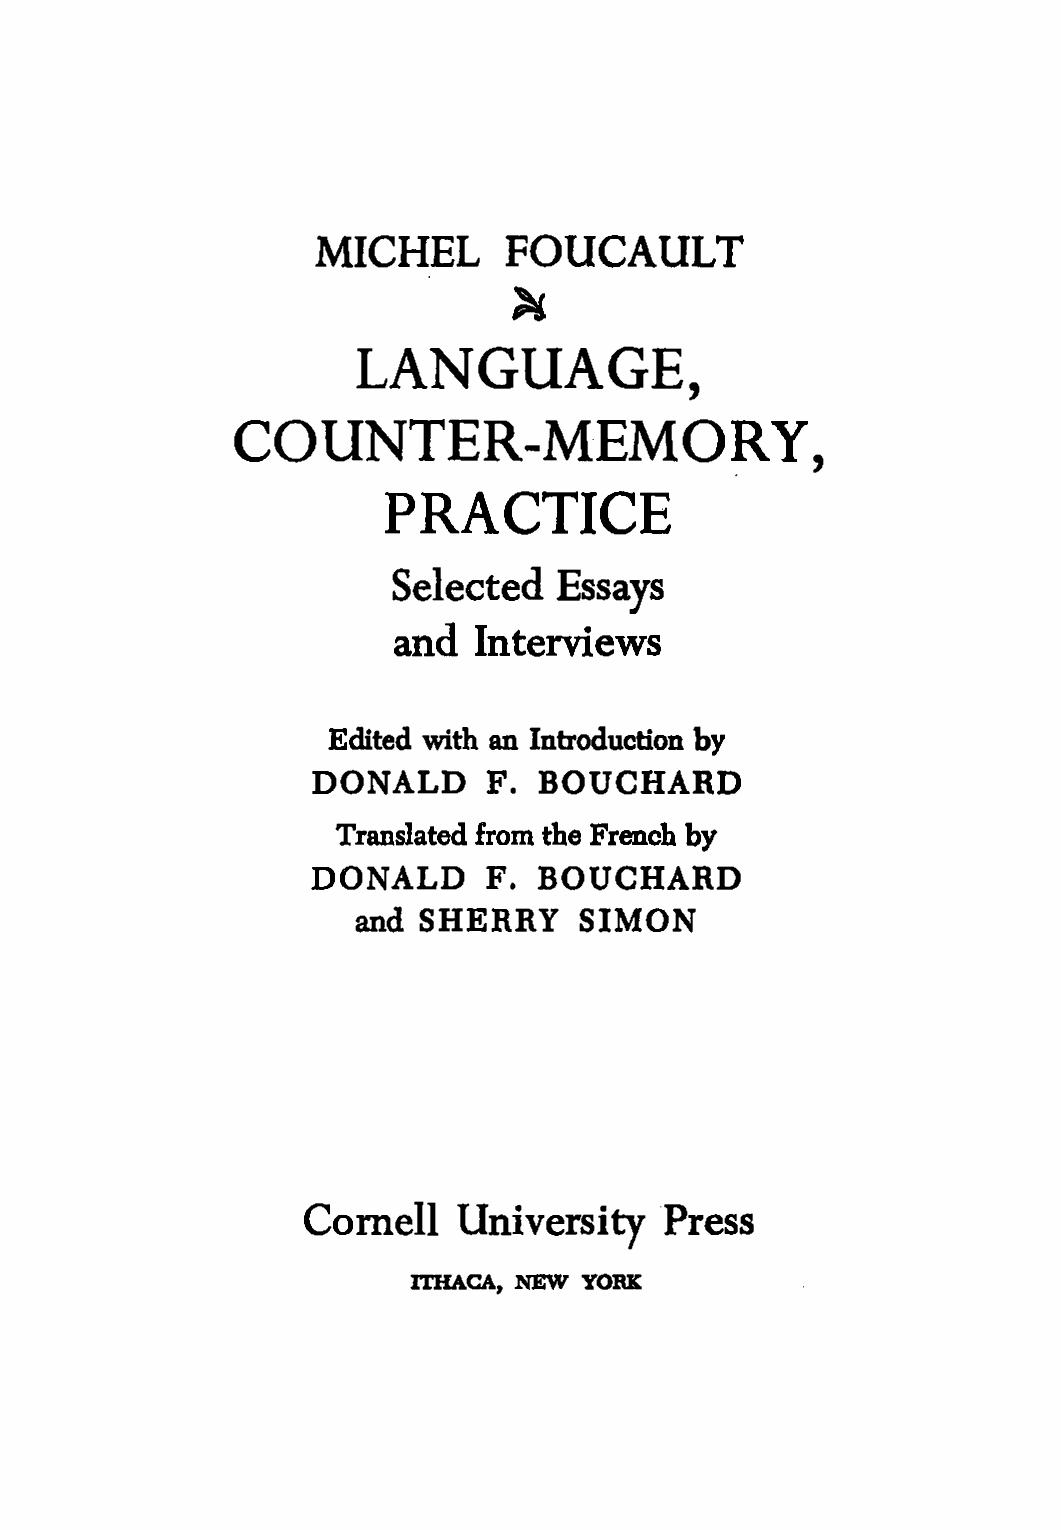 MICHEL FOUCAULT
LANGUAGE,
COUNTER-MEMORY,
PRACTICE
Selected Essays
and Interviews
Edited with an Introduction by
DONALD F. BOUCHARD
Translated from the French by
DONALD F. BOUCHARD
and SHERRY SIMON
Cornell University Press
ITHACA, NEW YORK